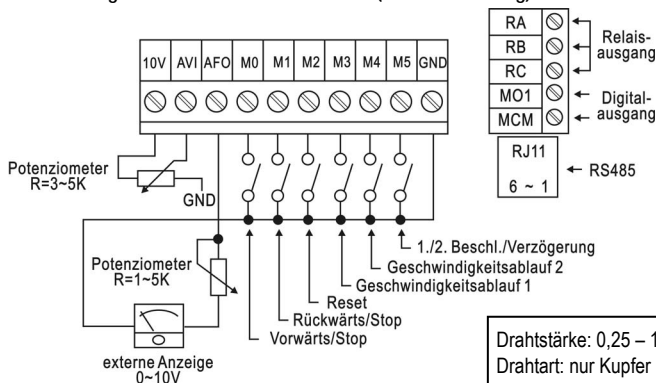 10V AVI AFO M0 M1 M2 M3 M4 M5 GND
Potenziometer
R=3~5K
GND
Potenziometer
R=1~5K
externe Anzeige
0~10V
1./2. Beschl./Verzögerung
Geschwindigkeitsablauf 2
Geschwindigkeitsablauf 1
Reset
Rückwärts/Stop
Vorwärts/Stop
RA
RB
RC
MO1
MCM
Relais-
ausgang
Digital-
ausgang
RJ11
6 ~ 1
RS485
Drahtstärke: 0,25 – 1
Drahtart: nur Kupfer